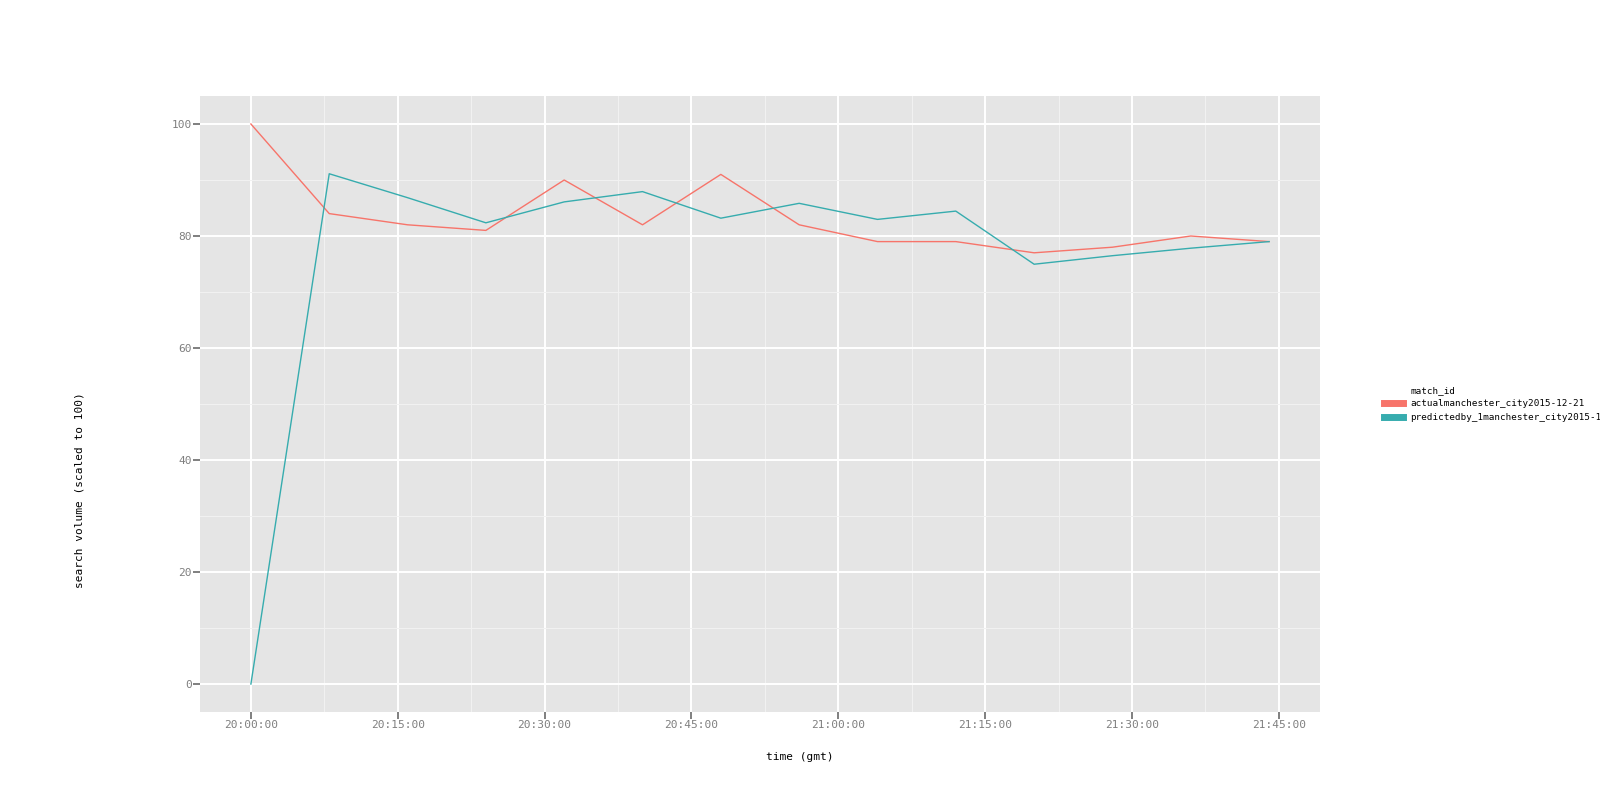 100
80
60
40
20
0
search volume (scaled to 100)
20:00:00 20:15:00 20:30:00 20:45:00 21:00:00 21:15:00 21:30:00 21:45:00
time (gmt)
match_id
actualmanchester_city2015-12-21
predictedby_1manchester_city2015-1